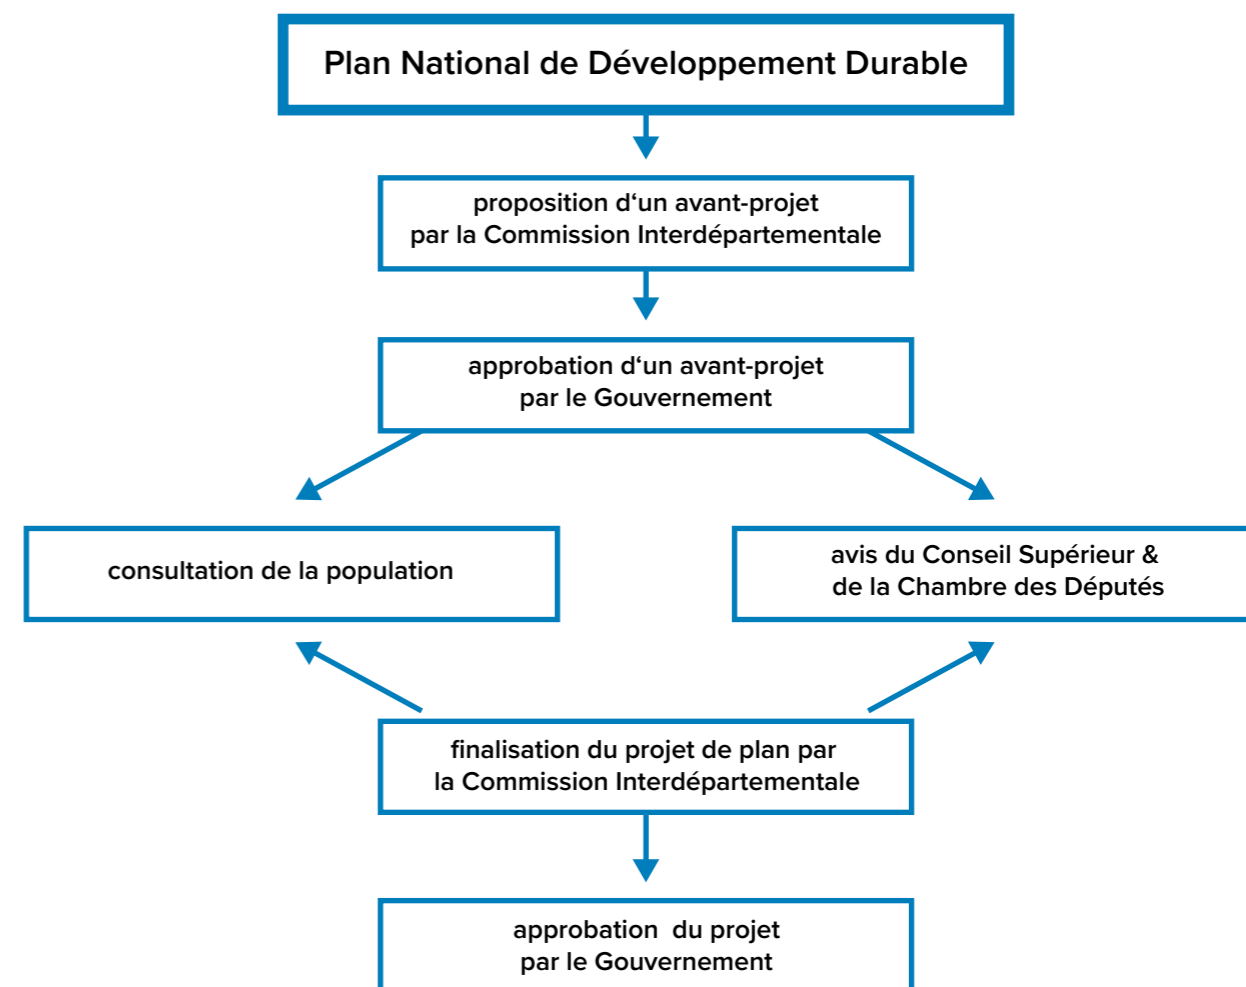 Plan National de Développement Durable
proposition d‘un avant-projet
par la Commission Interdépartementale
approbation d‘un avant-projet
par le Gouvernement
consultation de la population
avis du Conseil Supérieur &
de la Chambre des Députés
finalisation du projet de plan par
la Commission Interdépartementale
approbation du projet
par le Gouvernement